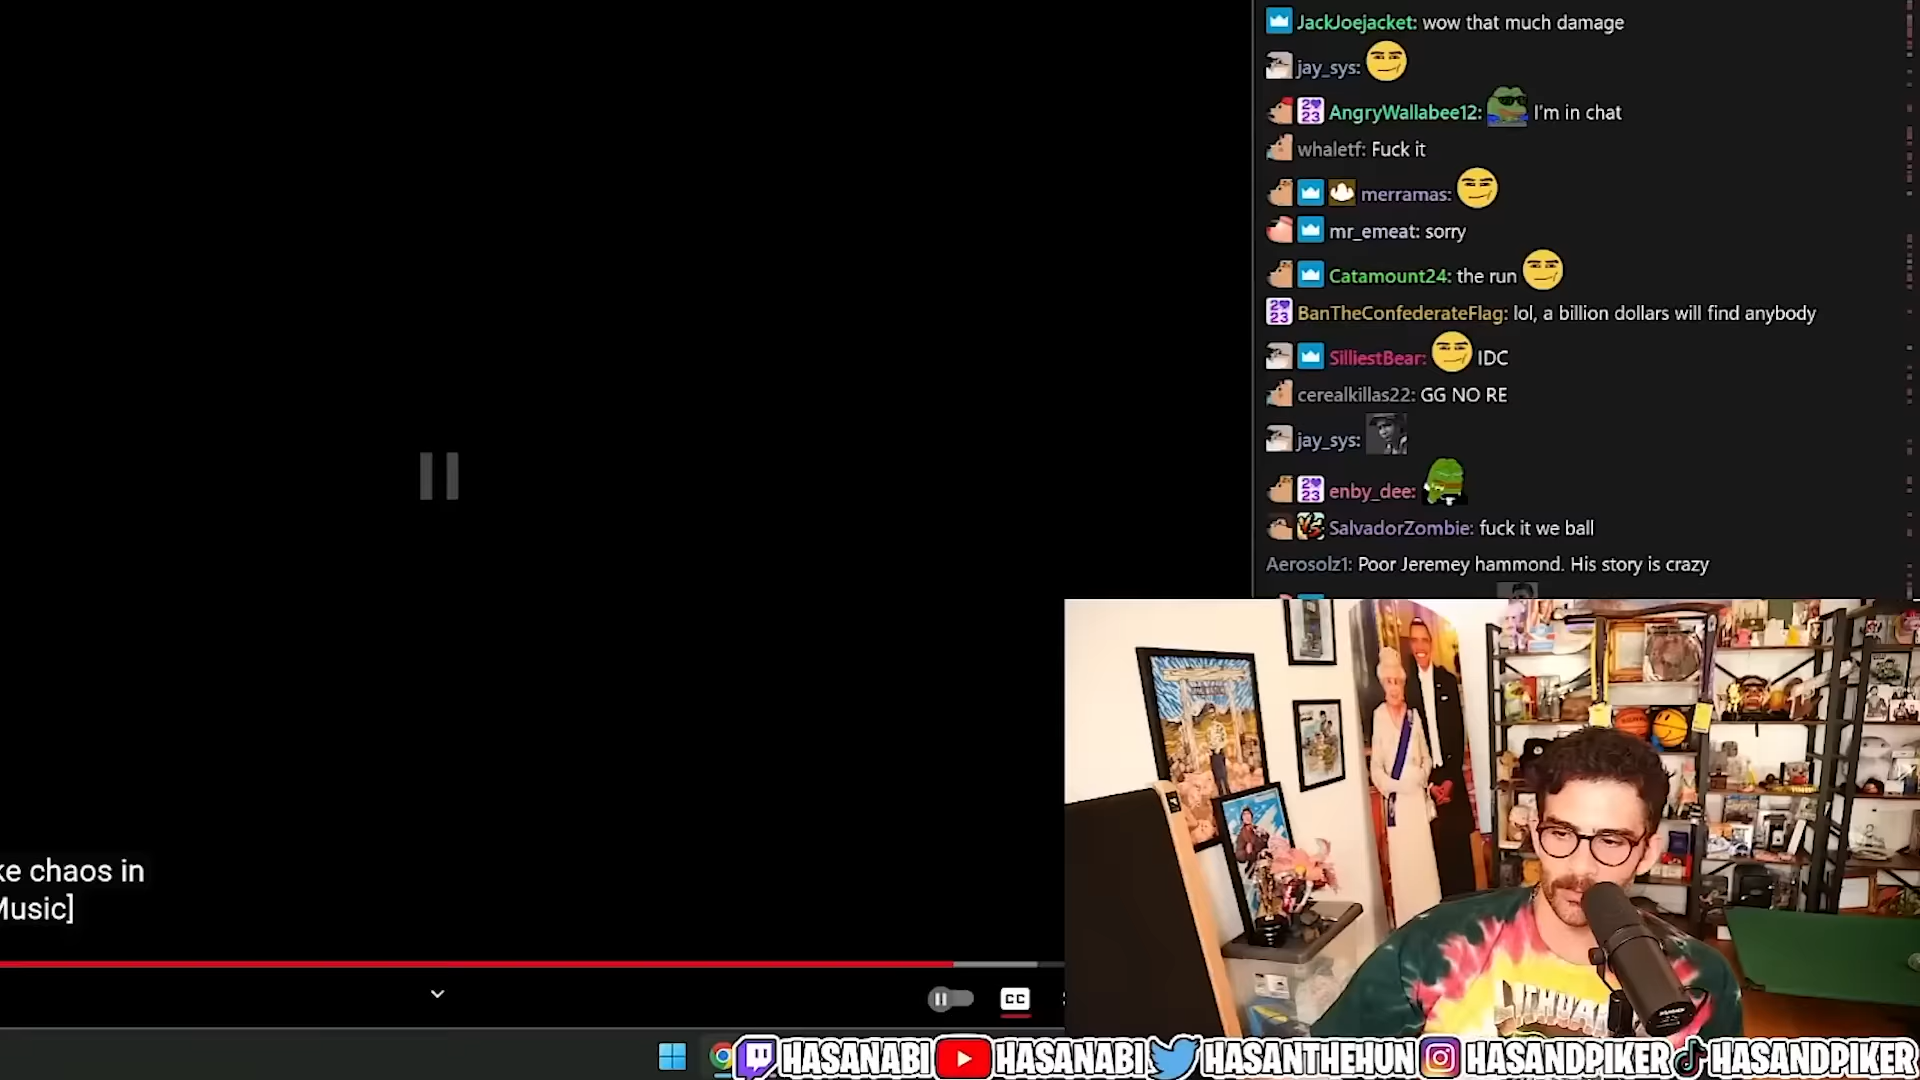 JackJoejacket: wow that much damage
jay_sys:
AngryWallabee12: I'm in chat
whaletf: Fuck it
merramas:
mr_emeat: sorry
Catamount24: the run
BanTheConfederateFlag: lol, a billion dollars will find anybody
SilliestBear: IDC
cerealkillas22: GG NO RE
jay_sys:
enby_dee:
SalvadorZombie: fuck it we ball
Aerosolz1: Poor Jeremey hammond. His story is crazy
ke chaos in
Music]
CC
LITHUA
HASANABI HASANABI HASANTHEHUN HASANDPIKER HASANDPIKER